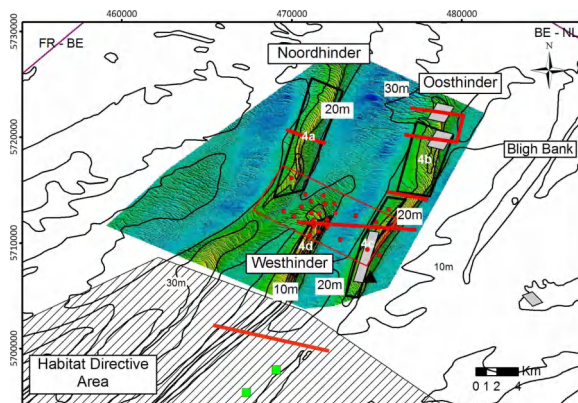 460000
470000
480000
5730000
5720000
5710000
5700000
FR - BE
BE - NL
N
Noordhinder
Oosthinder
30m
20m
4a
4b
Bligh Bank
20m
4d
10m
Westhinder
30m
10m
20m
Habitat Directive
Area
0 1 2 4
Km